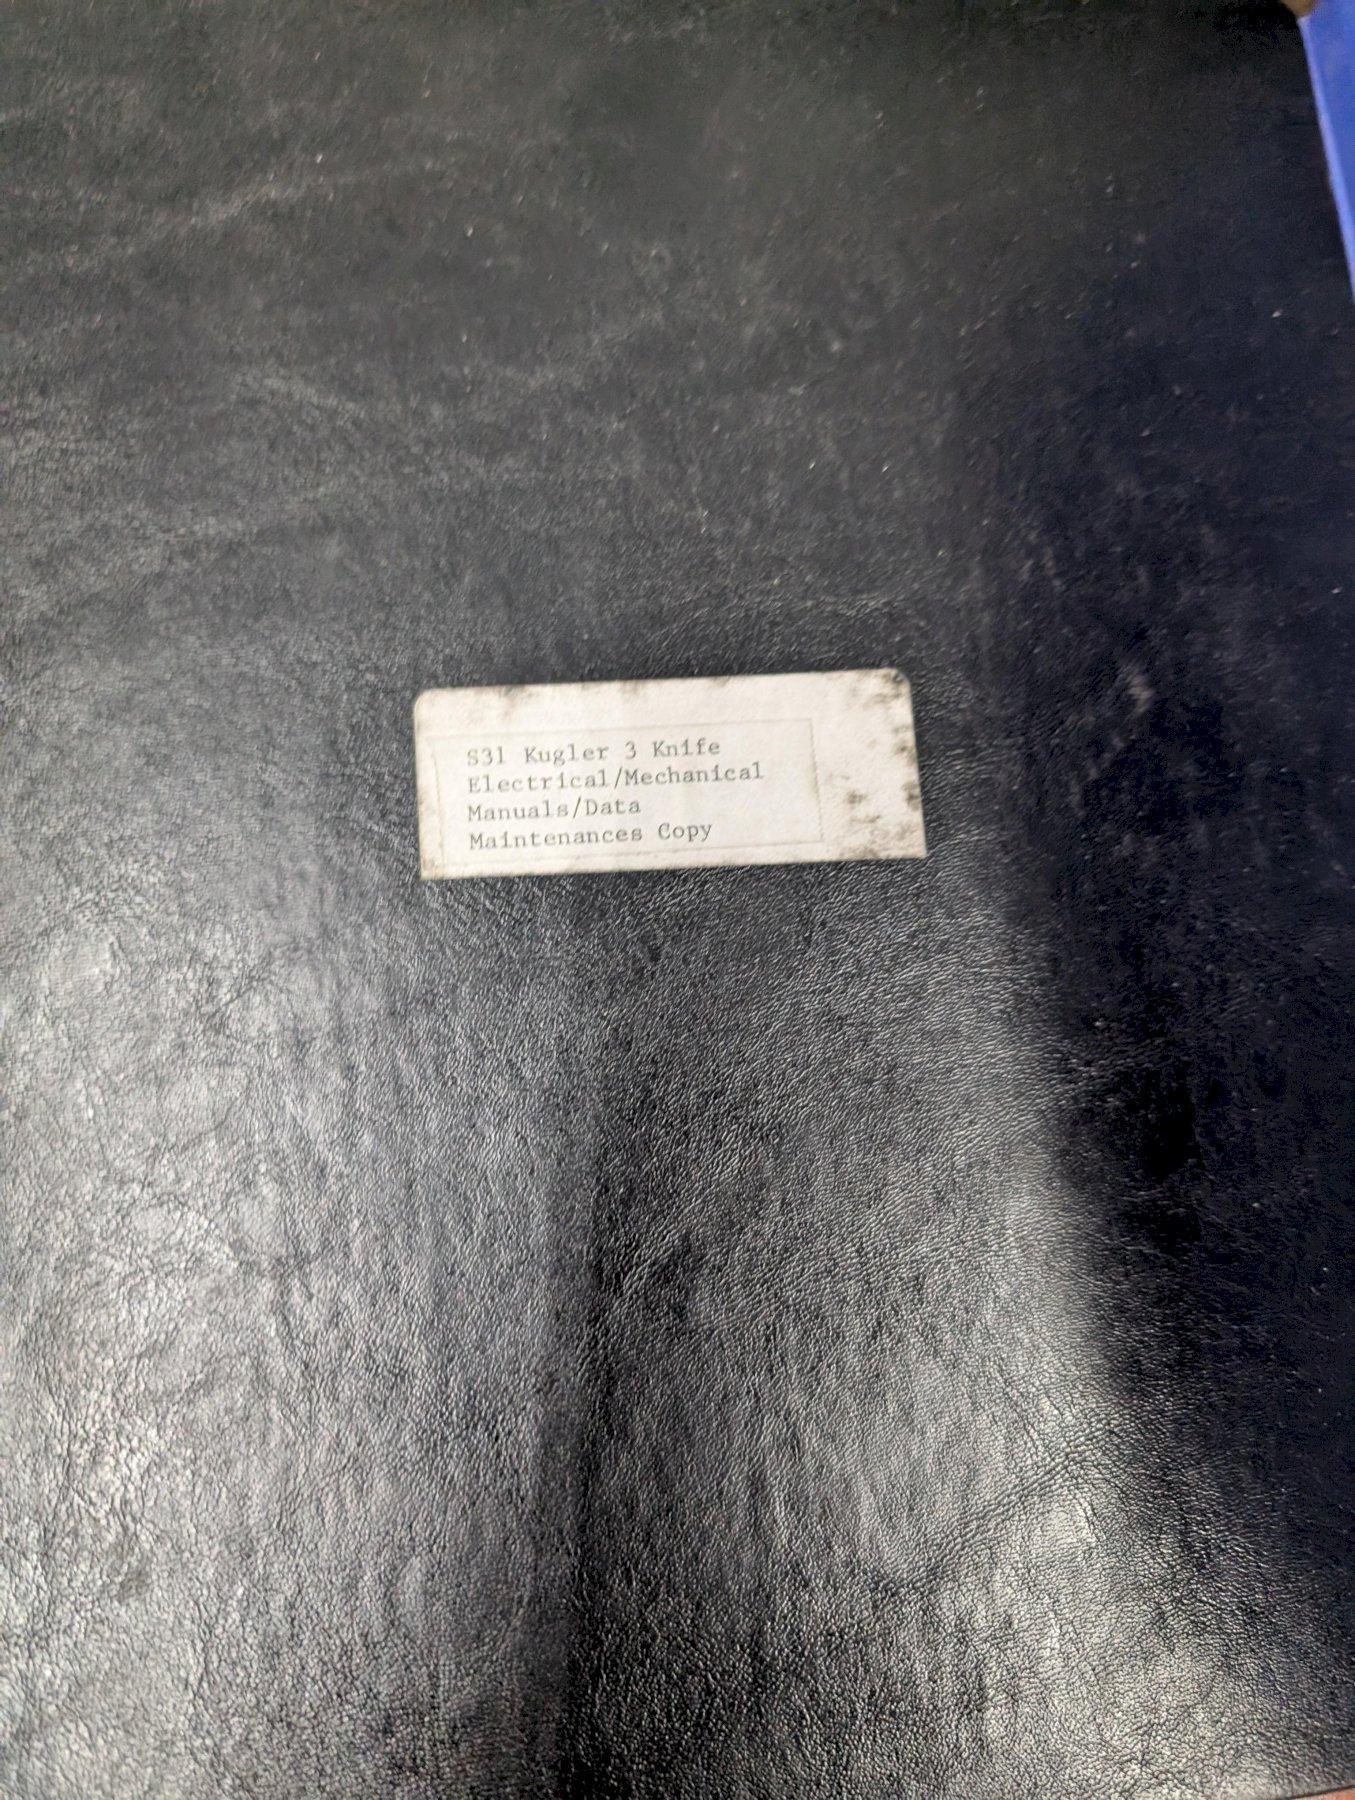 S31 Kugler 3 Knife
Electrical/Mechanical
Manuals/Data
Maintenances Copy